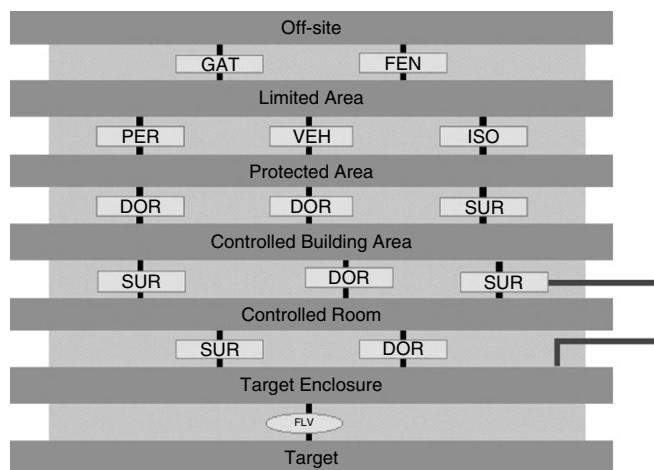 Off-site
GAT FEN
Limited Area
PER VEH ISO
Protected Area
DOR DOR SUR
Controlled Building Area
SUR DOR SUR
Controlled Room
SUR DOR
Target Enclosure
FLV
Target